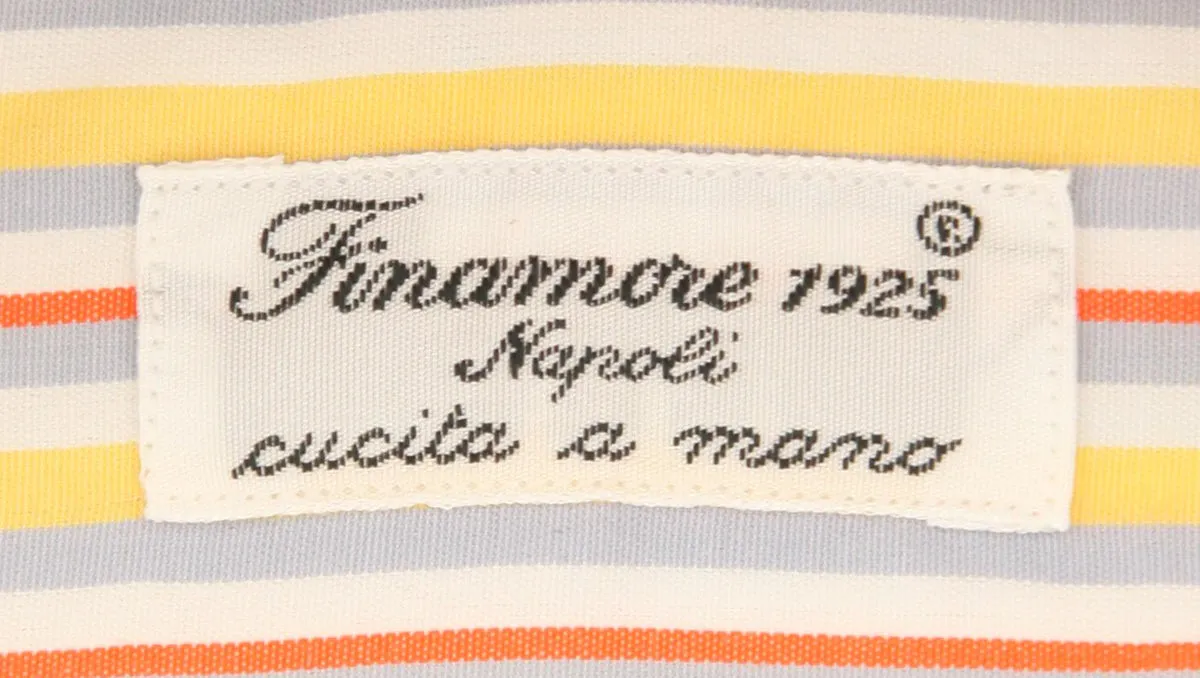 Finamore 1925 ®
Napoli
cucita a mano